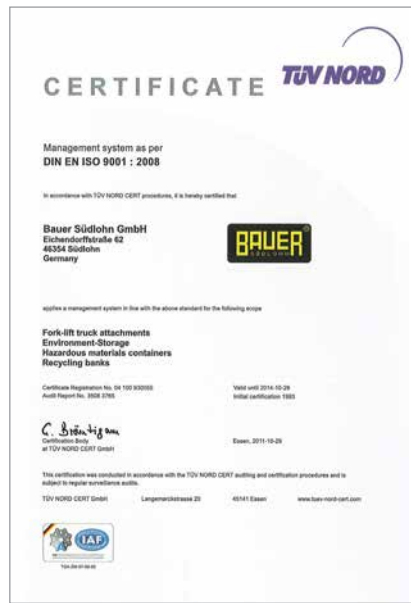 TÜV NORD
CERTIFICATE
Management system as per
DIN EN ISO 9001 : 2008
In accordance with TÜV NORD CERT procedures, it is hereby certified that
Bauer Südlohn GmbH
Eichendorffstraße 62
46354 Südlohn
Germany
BAUER
SÜDLOHN
applies a management system in line with the above standard for the following scope
Fork-lift truck attachments
Environment-Storage
Hazardous materials containers
Recycling banks
Certificate Registration No. 04 100
Valid until 2014-10-28
Audit Report No. 3508 3765
Initial certification 1993
Certification Body
at TÜV NORD CERT GmbH
Essen, 2011-10-29
This certification was conducted in accordance with the TÜV NORD CERT auditing and certification procedures and is
subject to regular surveillance audits.
TÜV NORD CERT GmbH Langemarckstrasse 20 45141 Essen www.tuev-nord-cert.com
IAF